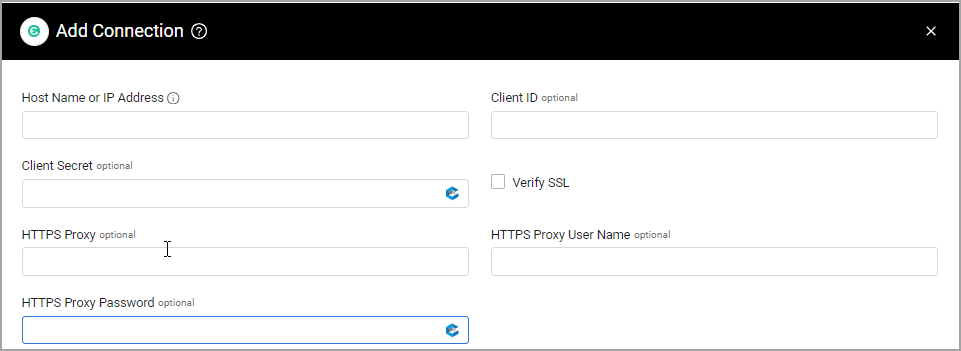 Add Connection
Host Name or IP Address
Client ID optional
Client Secret optional
Verify SSL
HTTPS Proxy optional
HTTPS Proxy User Name optional
HTTPS Proxy Password optional